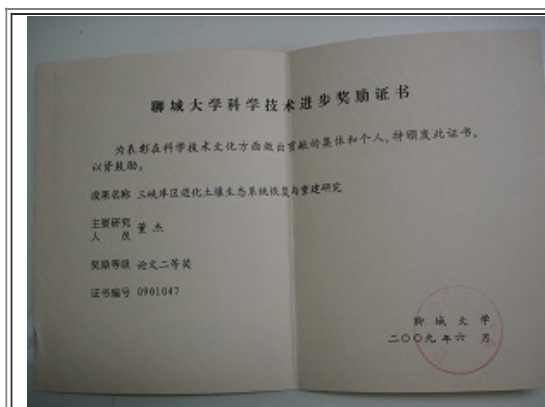 聊城大学科学技术进步奖励证书
为表彰在科学技术文化方面做出贡献的集体和个人,特颁发此证书。
以资鼓励。
成果名称 三峡库区退化土壤生态系统恢复与重建研究
主要研究
人 员 董杰
奖励等级 论文二等奖
证书编号 0901047
聊城大学
二〇〇九年六月